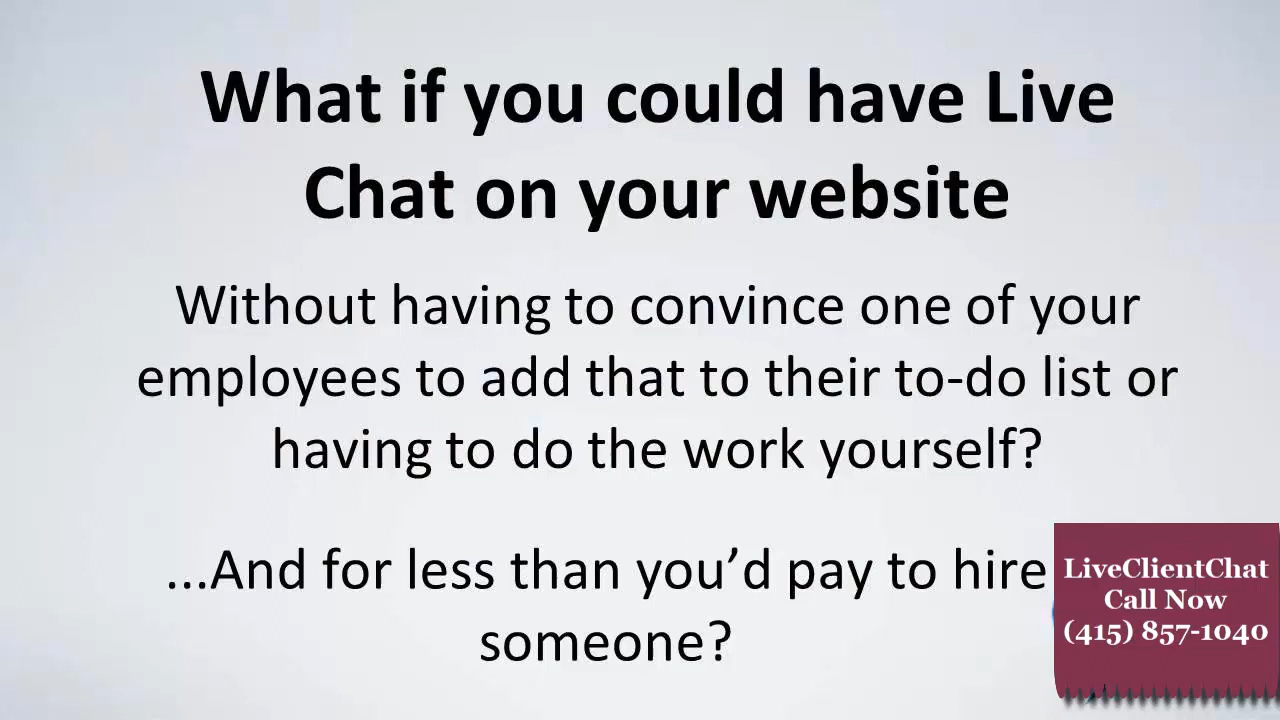 What if you could have Live
Chat on your website
Without having to convince one of your
employees to add that to their to-do list or
having to do the work yourself?
...And for less than you’d pay to hire
someone?
LiveClientChat
Call Now
(415) 857-1040